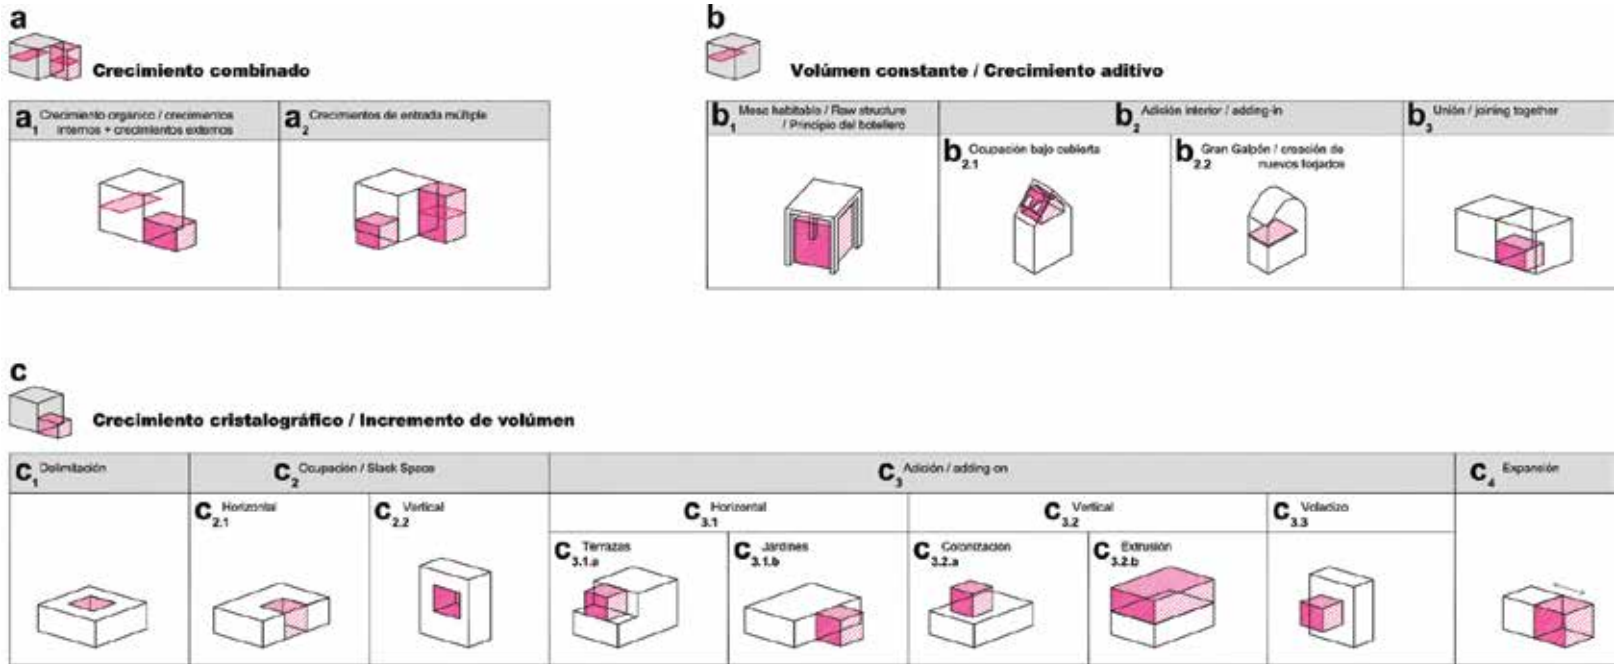 a
Crecimiento combinado
a1 Crecimiento orgánico / crecimientos
internos + crecimientos externos
a2 Crecimientos de entrada múltiple
b
Volúmen constante / Crecimiento aditivo
b1 Mesa habitable / Raw structure
/ Principio del botellero
b2 Adición interior / adding-in
b2.1 Ocupación bajo cubierta
b2.2 Gran Galpón / creación de
nuevos forjados
b3 Unión / joining together
c
Crecimiento cristalográfico / Incremento de volúmen
c1 Delimitación
c2 Ocupación / Slack Space
c2.1 Horizontal
c2.2 Vertical
c3 Adición / adding-on
c3.1 Horizontal
c3.1.a Terrazas
c3.1.b Jardines
c3.2 Vertical
c3.2.a Colonización
c3.2.b Extrusión
c3.3 Voladizo
c4 Expansión